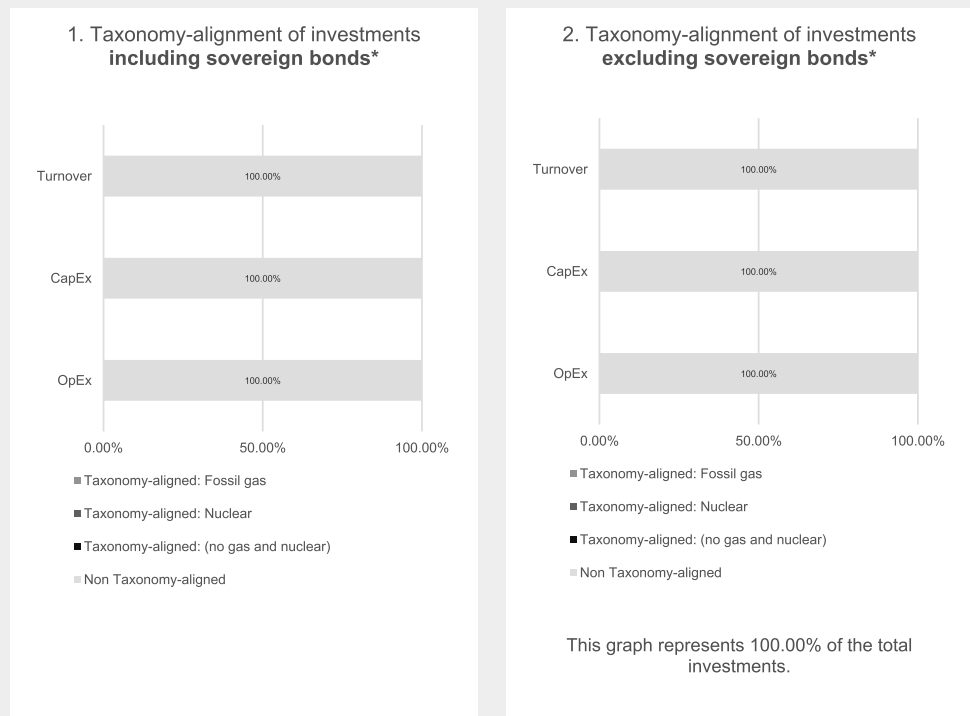 1. Taxonomy-alignment of investments
including sovereign bonds*
Turnover
100.00%
CapEx
100.00%
OpEx
100.00%
0.00% 50.00% 100.00%
Taxonomy-aligned: Fossil gas
Taxonomy-aligned: Nuclear
Taxonomy-aligned: (no gas and nuclear)
Non Taxonomy-aligned
2. Taxonomy-alignment of investments
excluding sovereign bonds*
Turnover
100.00%
CapEx
100.00%
OpEx
100.00%
0.00% 50.00% 100.00%
Taxonomy-aligned: Fossil gas
Taxonomy-aligned: Nuclear
Taxonomy-aligned: (no gas and nuclear)
Non Taxonomy-aligned
This graph represents 100.00% of the total
investments.